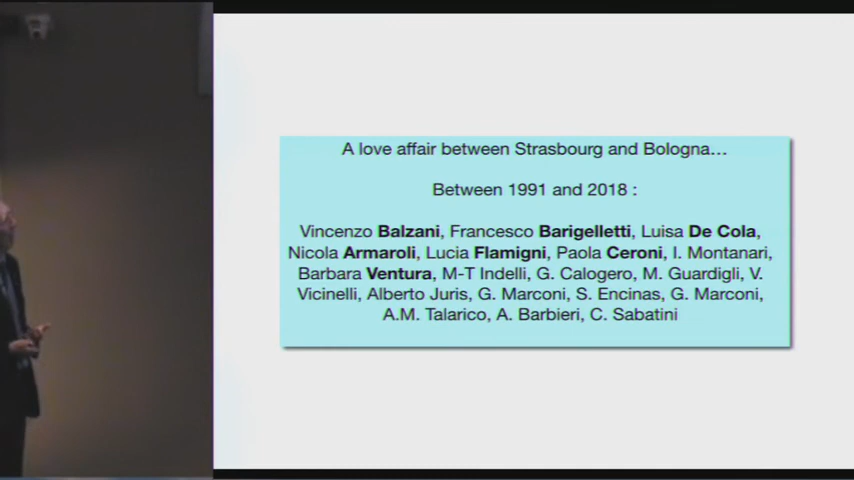 A love affair between Strasbourg and Bologna…
Between 1991 and 2018 :
Vincenzo Balzani, Francesco Barigelletti, Luisa De Cola,
Nicola Armaroli, Lucia Flamigni, Paola Ceroni, I. Montanari,
Barbara Ventura, M-T Indelli, G. Calogero, M. Guardigli, V.
Vicinelli, Alberto Juris, G. Marconi, S. Encinas, G. Marconi,
A.M. Talarico, A. Barbieri, C. Sabatini